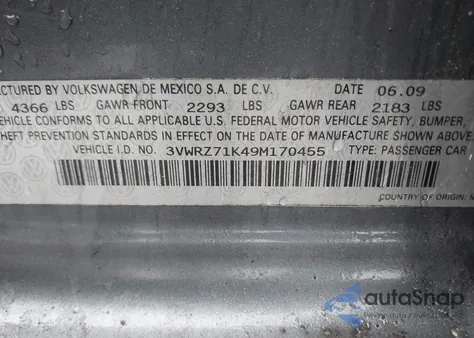 FACTURED BY VOLKSWAGEN DE MEXICO S.A. DE C.V. DATE 06.09
4366 LBS GAWR FRONT 2293 LBS GAWR REAR 2183 LBS
VEHICLE CONFORMS TO ALL APPLICABLE U.S. FEDERAL MOTOR VEHICLE SAFETY, BUMPER,
THEFT PREVENTION STANDARDS IN EFFECT ON THE DATE OF MANUFACTURE SHOWN ABOVE.
VEHICLE I.D. NO. 3VWRZ71K49M170455 TYPE: PASSENGER CAR
COUNTRY OF ORIGIN: M
autoSnap